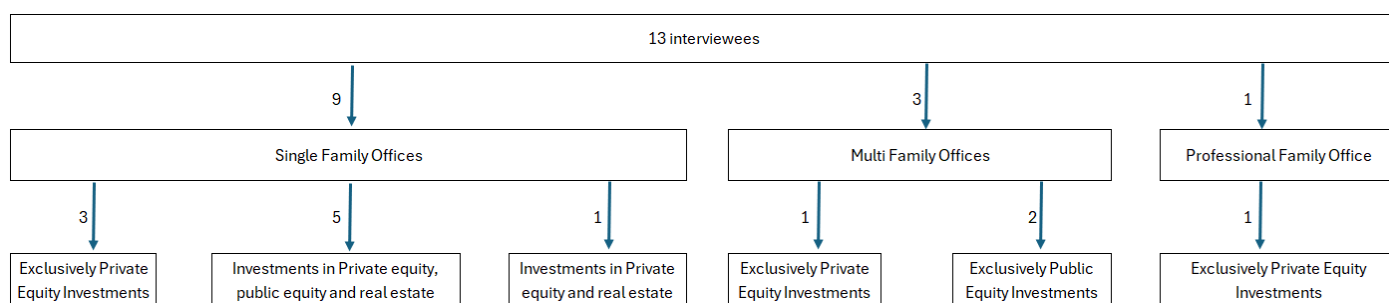 13 interviewees
9
3
1
Single Family Offices
Multi Family Offices
Professional Family Office
3
5
1
1
2
1
Exclusively Private
Equity Investments
Investments in Private equity,
public equity and real estate
Investments in Private
equity and real estate
Exclusively Private
Equity Investments
Exclusively Public
Equity Investments
Exclusively Private Equity
Investments